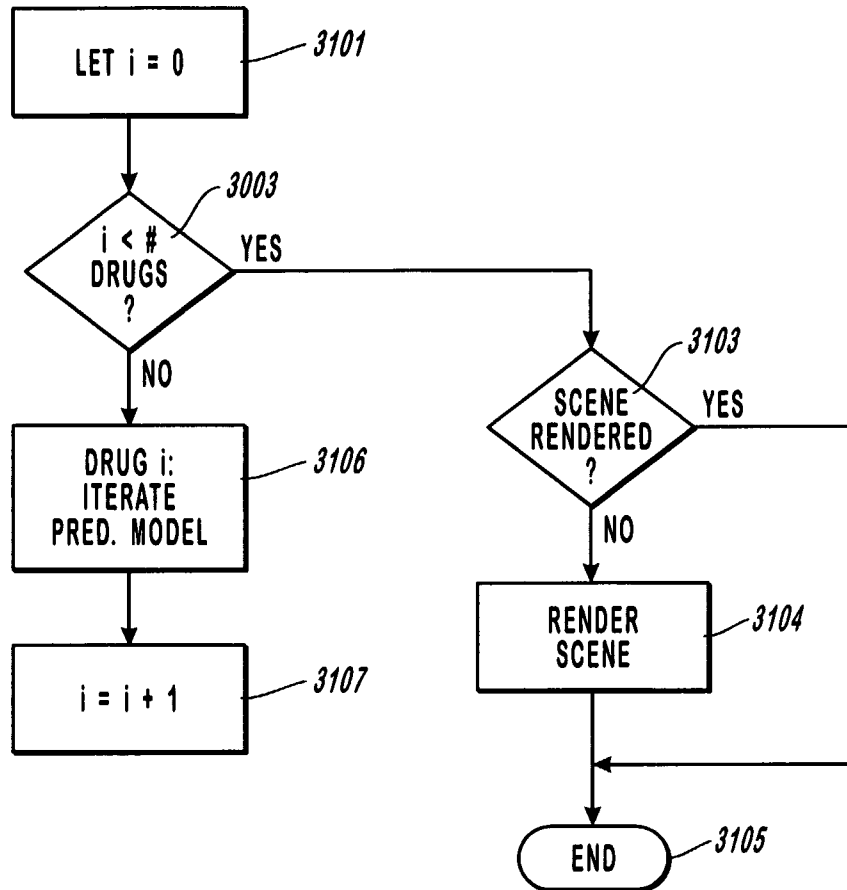 LET i = 0
3101
3003
i < #
DRUGS
?
YES
NO
3103
SCENE
RENDERED
?
YES
NO
DRUG i:
ITERATE
PRED. MODEL
3106
RENDER
SCENE
3104
i = i + 1
3107
END
3105